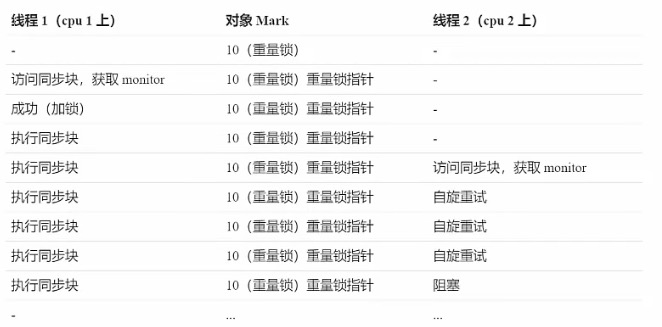 线程 1（cpu 1 上） 对象 Mark 线程 2（cpu 2 上）
- 10（重量锁） -
访问同步块，获取 monitor 10（重量锁）重量锁指针 -
成功（加锁） 10（重量锁）重量锁指针 -
执行同步块 10（重量锁）重量锁指针 -
执行同步块 10（重量锁）重量锁指针 访问同步块，获取 monitor
执行同步块 10（重量锁）重量锁指针 自旋重试
执行同步块 10（重量锁）重量锁指针 自旋重试
执行同步块 10（重量锁）重量锁指针 自旋重试
执行同步块 10（重量锁）重量锁指针 阻塞
- ... ...